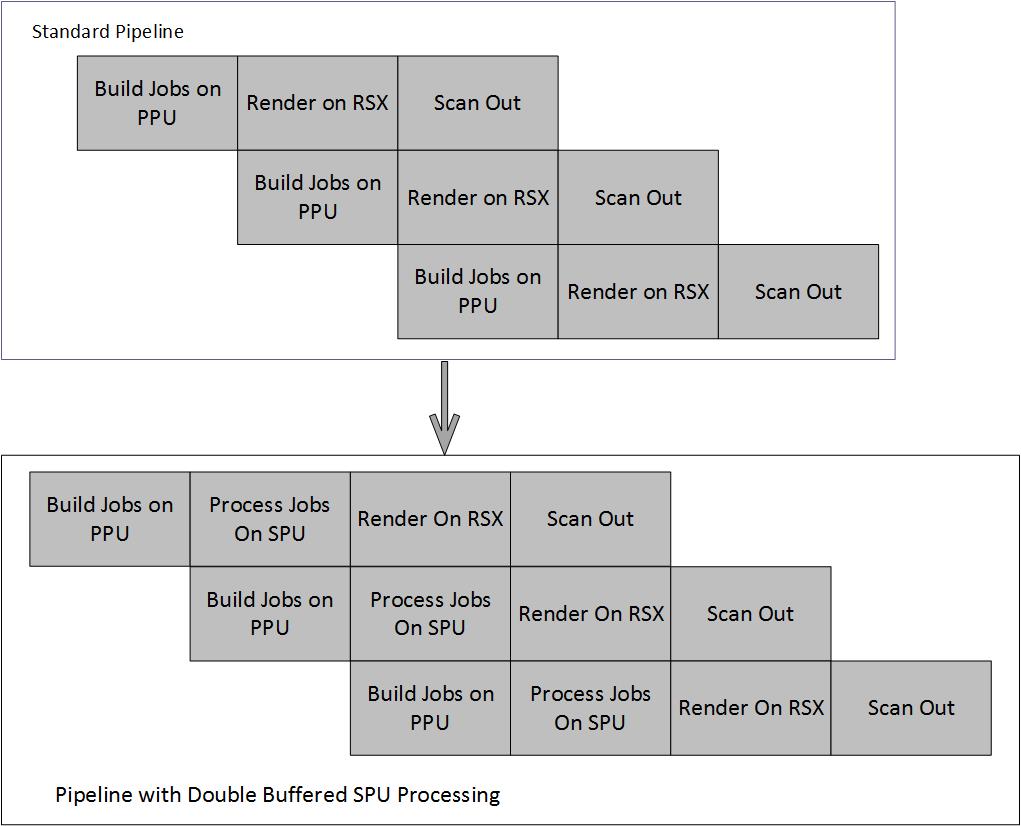 Standard Pipeline
Build Jobs on
PPU
Render on RSX
Scan Out
Build Jobs on
PPU
Render on RSX
Scan Out
Build Jobs on
PPU
Render on RSX
Scan Out
Build Jobs on
PPU
Process Jobs
On SPU
Render On RSX
Scan Out
Build Jobs on
PPU
Process Jobs
On SPU
Render On RSX
Scan Out
Build Jobs on
PPU
Process Jobs
On SPU
Render On RSX
Scan Out
Pipeline with Double Buffered SPU Processing